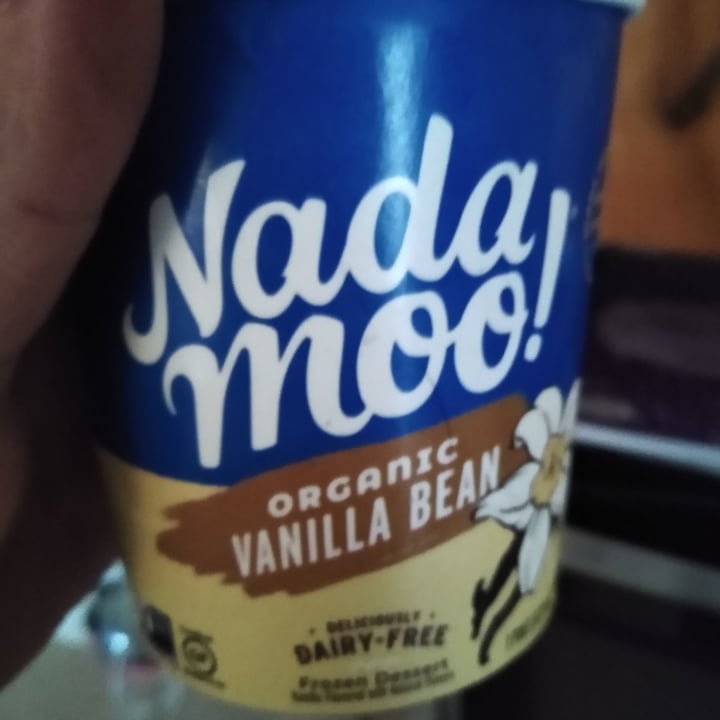 Nada
moo!
ORGANIC
VANILLA BEAN
• DELICIOUSLY •
DAIRY-FREE
Frozen Dessert